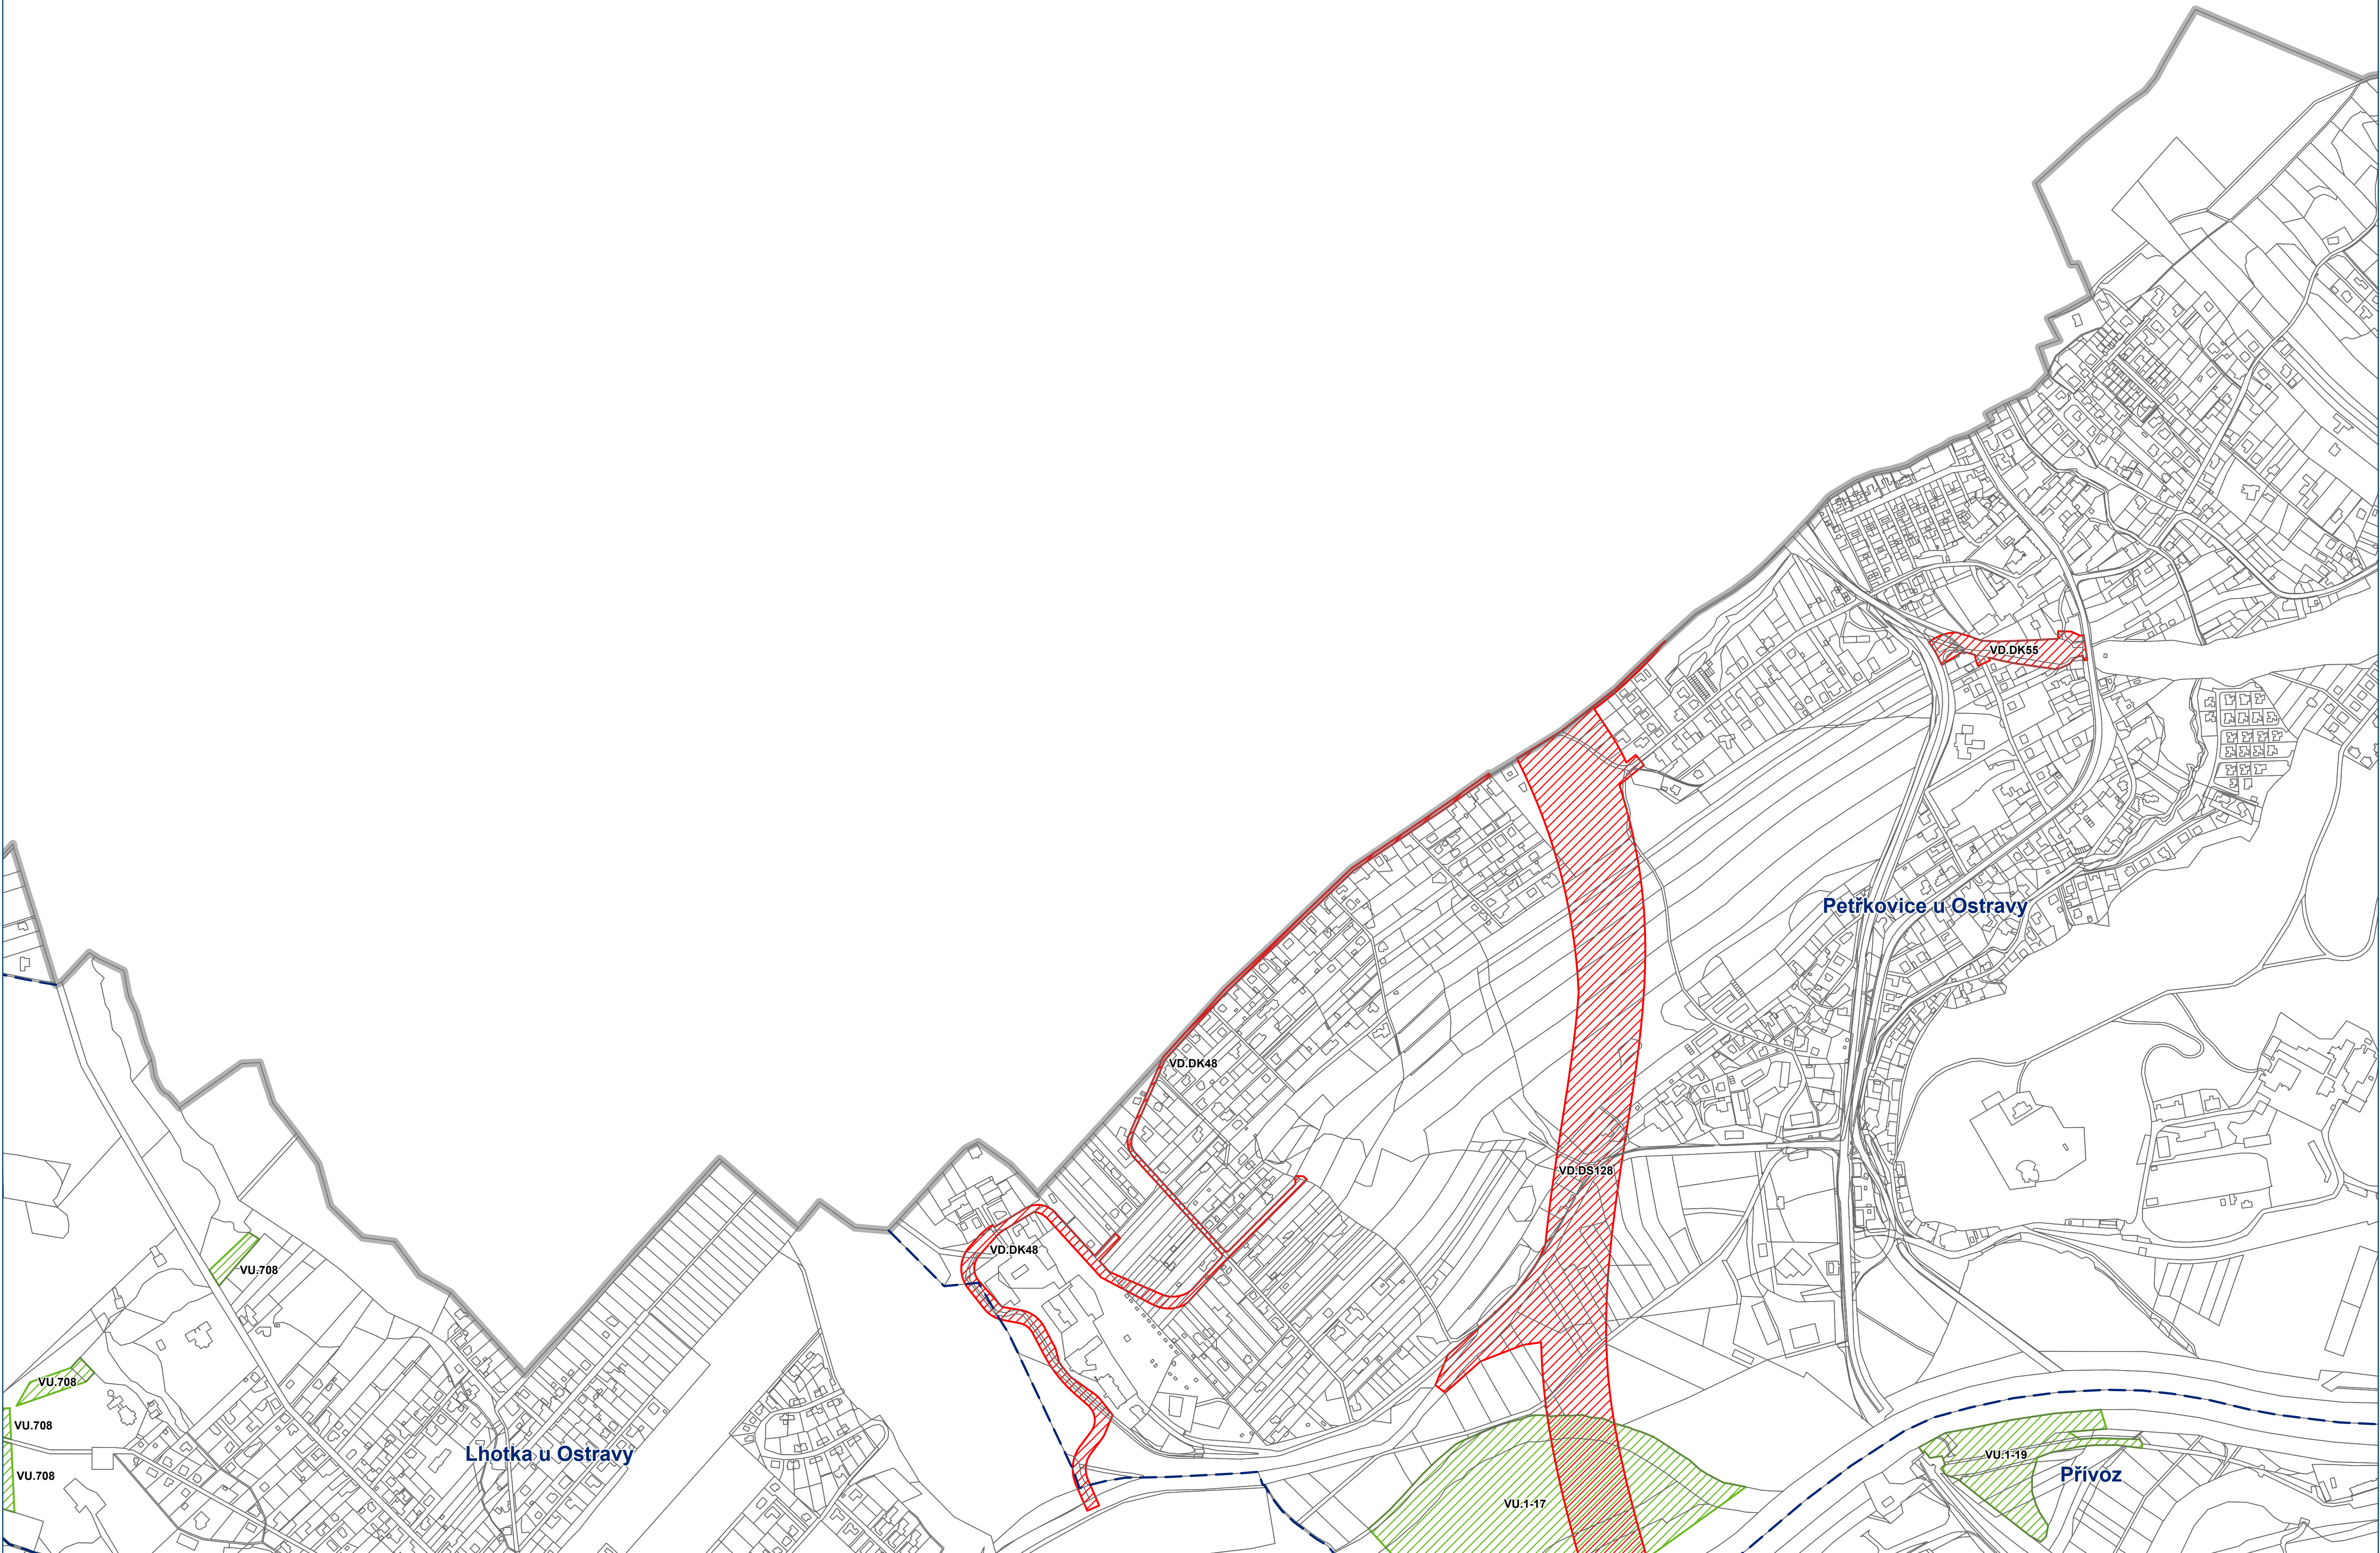 VD.DK55
Petřkovice u Ostravy
VD.DK48
VD.DS128
VD.DK48
VU.708
VU.708
VU.708
Lhotka u Ostravy
VU.1-19
Přívoz
VU.708
VU.1-17